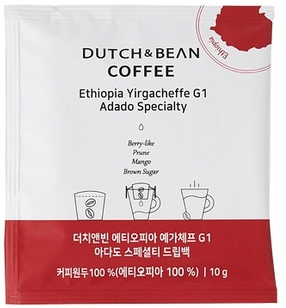 Ethiopia
DUTCH&BEAN
COFFEE
Ethiopia Yirgacheffe G1
Adado Specialty
Berry-like
Prune
Mango
Brown Sugar
더치앤빈 에티오피아 예가체프 G1
아다도 스페셜티 드립백
커피원두100 %(에티오피아 100 %) | 10 g